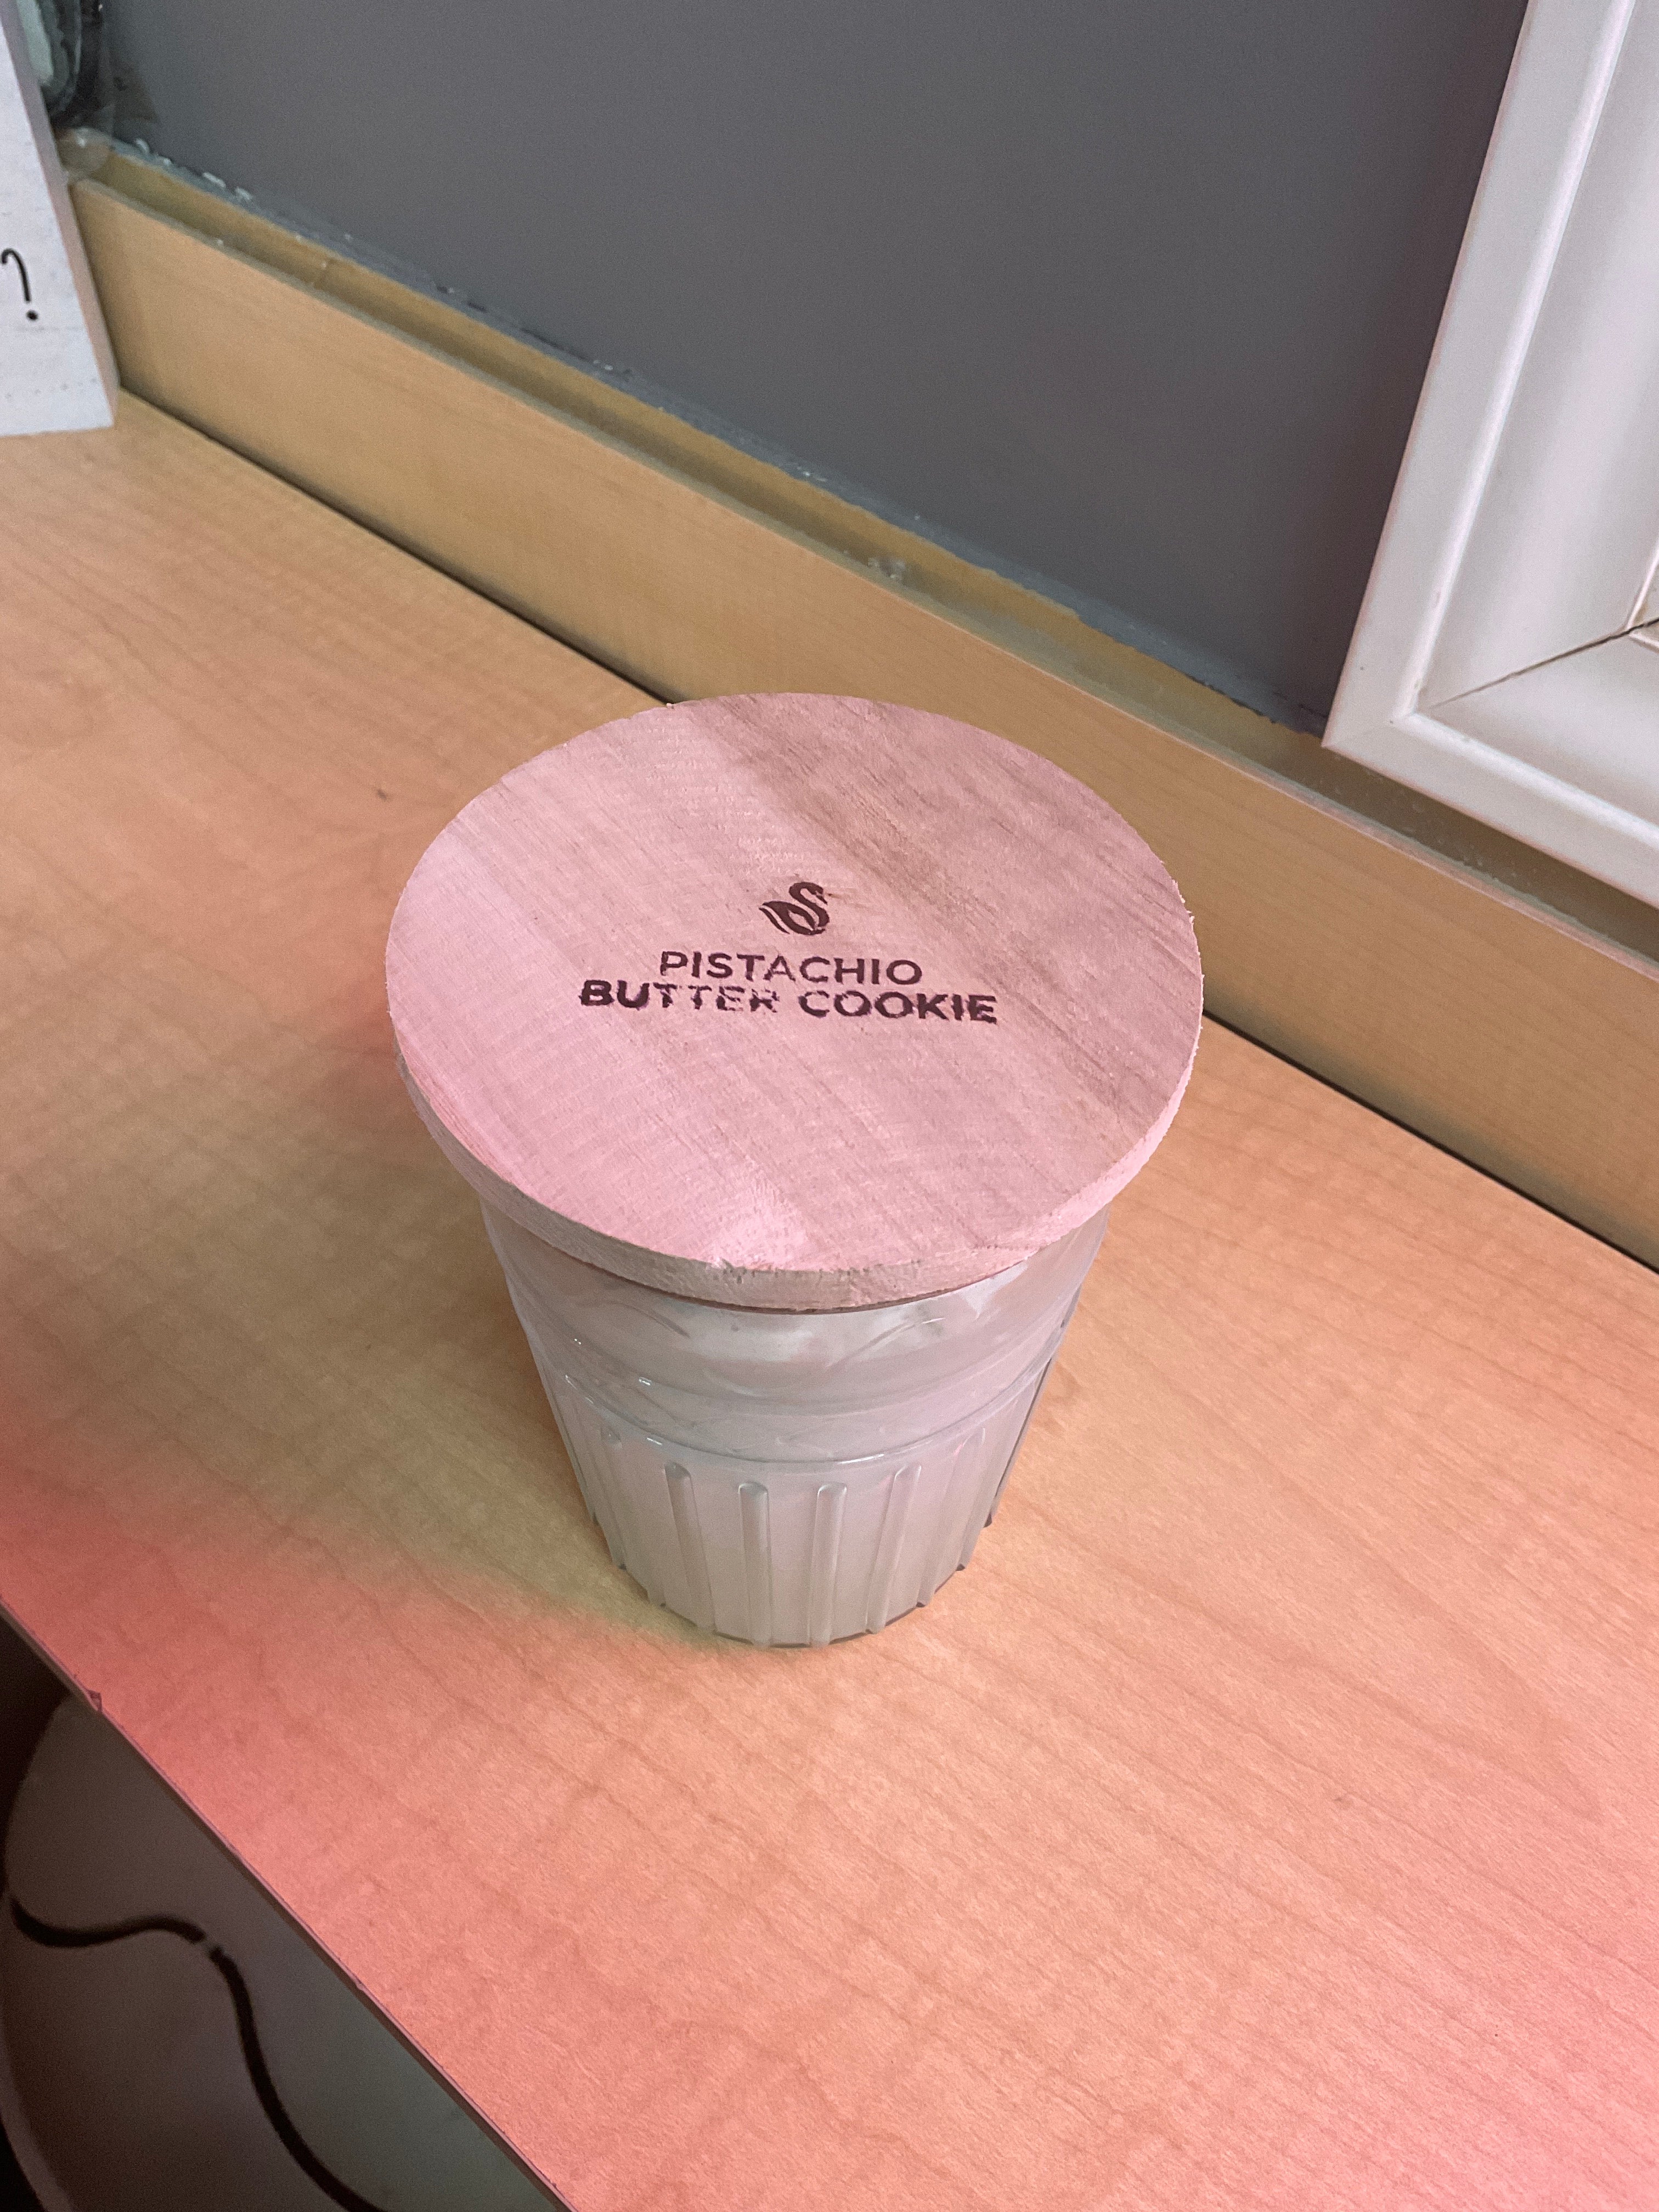 ?
PISTACHIO
BUTTER COOKIE